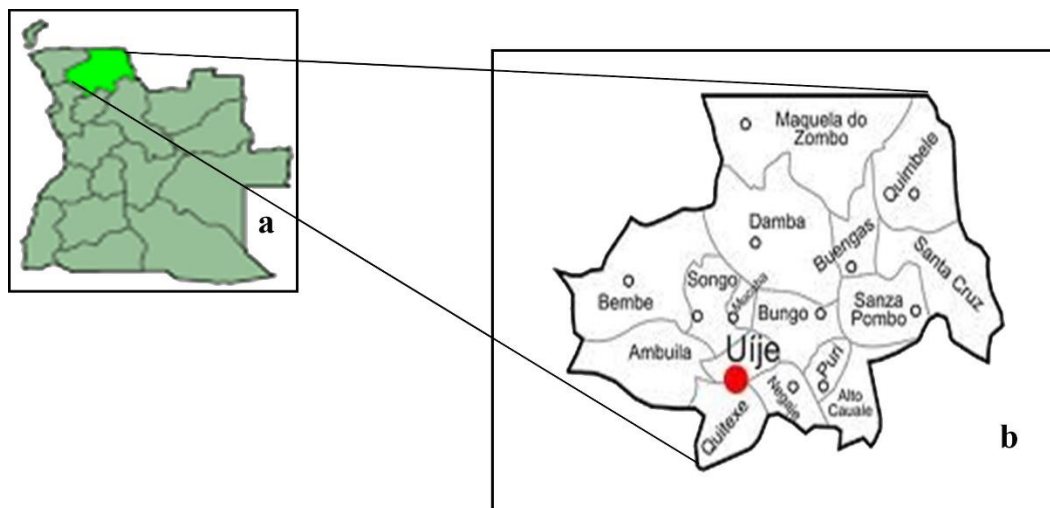 a
Maquela do
Zombo
Quimbele
Damba
Buengas
Santa Cruz
Songo
Mucaba
Bembe
Bungo
Sanza
Pombo
Ambuila
Uíje
Puri
Negaje
Alto
Cauale
Quitexe
b